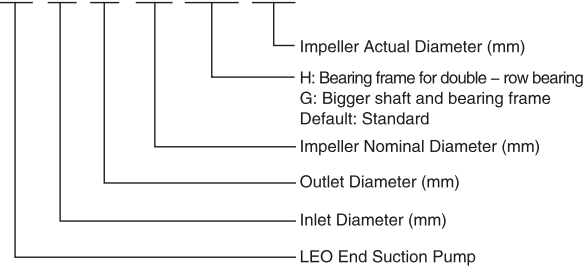 Impeller Actual Diameter (mm)
H: Bearing frame for double – row bearing
G: Bigger shaft and bearing frame
Default: Standard
Impeller Nominal Diameter (mm)
Outlet Diameter (mm)
Inlet Diameter (mm)
LEO End Suction Pump